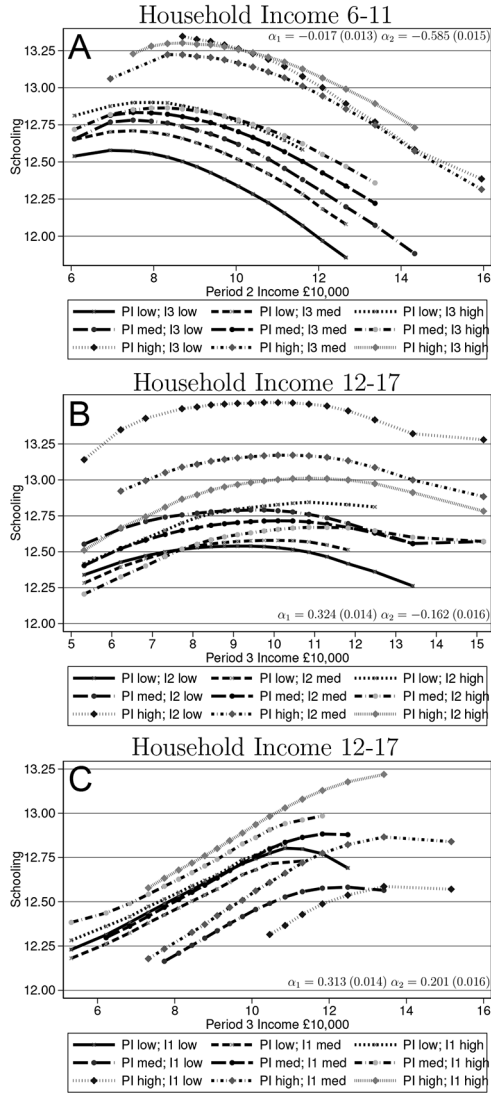 Household Income 6-11
A
α1 = −0.017 (0.013) α2 = −0.585 (0.015)
13.25
13.00
12.75
12.50
12.25
12.00
Schooling
6 8 10 12 14 16
Period 2 Income £10,000
PI low; I3 low PI low; I3 med PI low; I3 high
PI med; I3 low PI med; I3 med PI med; I3 high
PI high; I3 low PI high; I3 med PI high; I3 high
Household Income 12-17
B
13.25
13.00
12.75
12.50
12.25
12.00
Schooling
α1 = 0.324 (0.014) α2 = −0.162 (0.016)
5 6 7 8 9 10 11 12 13 14 15
Period 3 Income £10,000
PI low; I2 low PI low; I2 med PI low; I2 high
PI med; I2 low PI med; I2 med PI med; I2 high
PI high; I2 low PI high; I2 med PI high; I2 high
Household Income 12-17
C
13.25
13.00
12.75
12.50
12.25
12.00
Schooling
α1 = 0.313 (0.014) α2 = 0.201 (0.016)
6 8 10 12 14 16
Period 3 Income £10,000
PI low; I1 low PI low; I1 med PI low; I1 high
PI med; I1 low PI med; I1 med PI med; I1 high
PI high; I1 low PI high; I1 med PI high; I1 high